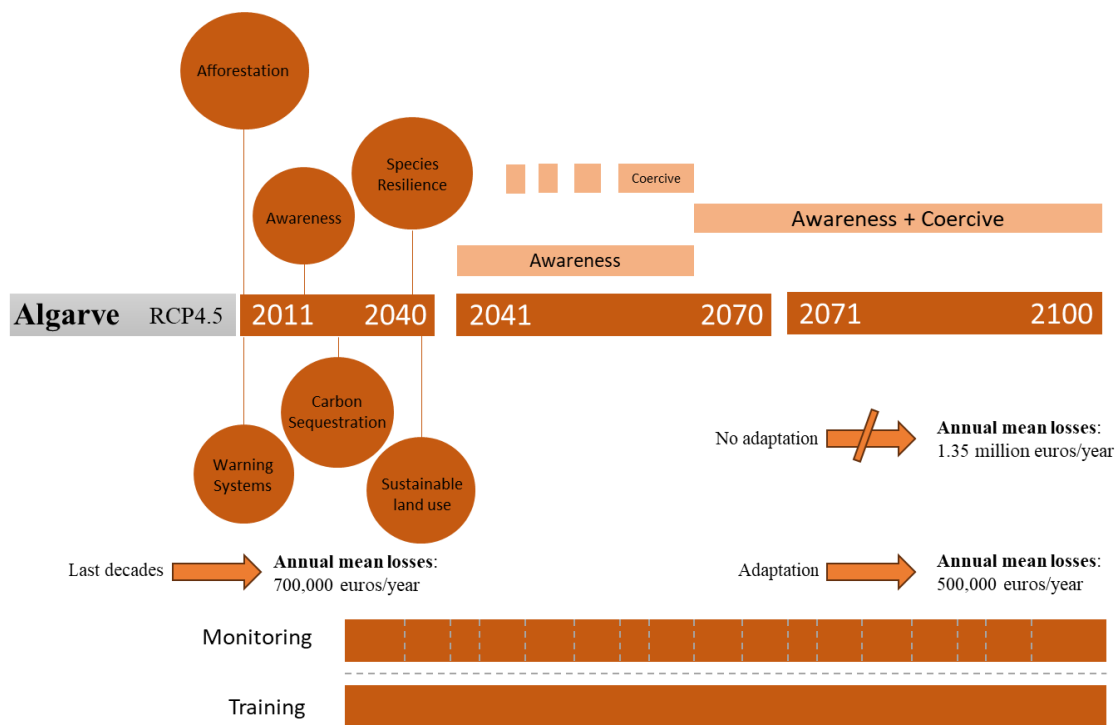 Afforestation
Species
Resilience
Coercive
Awareness
Awareness + Coercive
Awareness
Algarve RCP4.5 2011 2040 2041 2070 2071 2100
Carbon
Sequestration
No adaptation
Annual mean losses:
1.35 million euros/year
Warning
Systems
Sustainable
land use
Last decades
Annual mean losses:
700,000 euros/year
Adaptation
Annual mean losses:
500,000 euros/year
Monitoring
Training